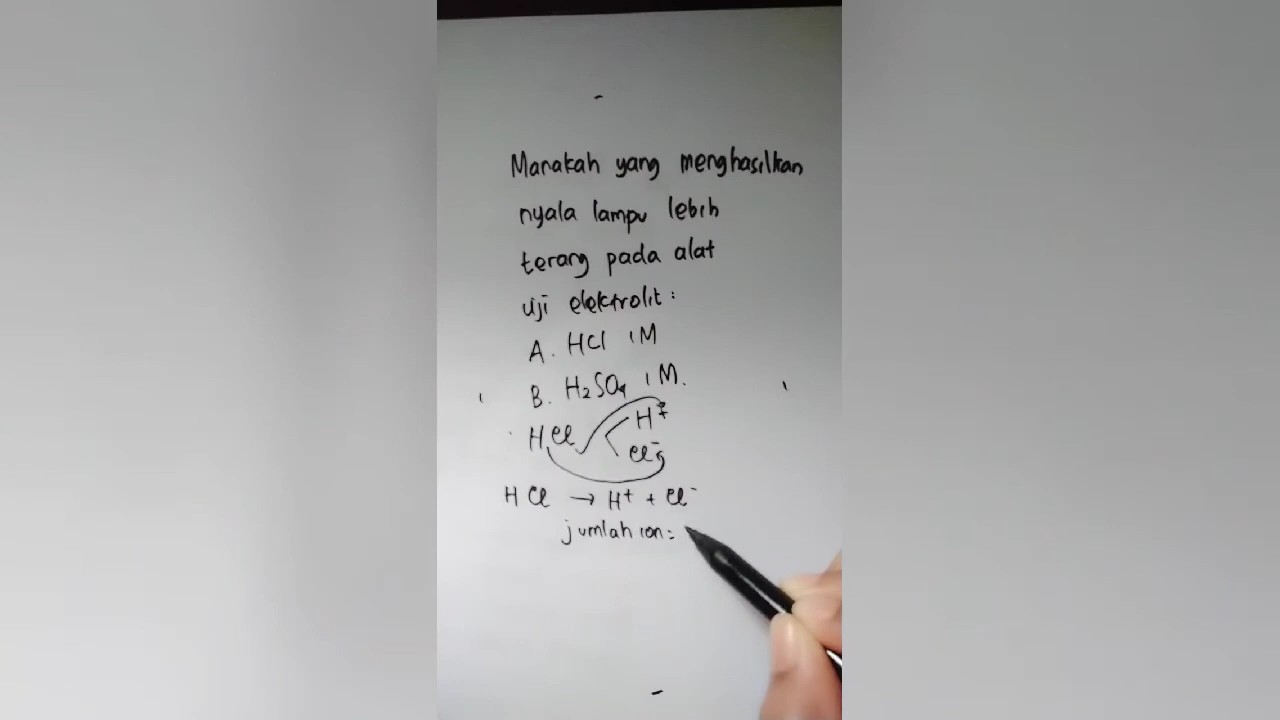 Manakah yang menghasilkan
nyala lampu lebih
terang pada alat
uji elektrolit:
A. HCl 1M
B. H₂SO₄ 1M.
HCl H⁺
Cl⁻
HCl → H⁺ + Cl⁻
jumlah ion: